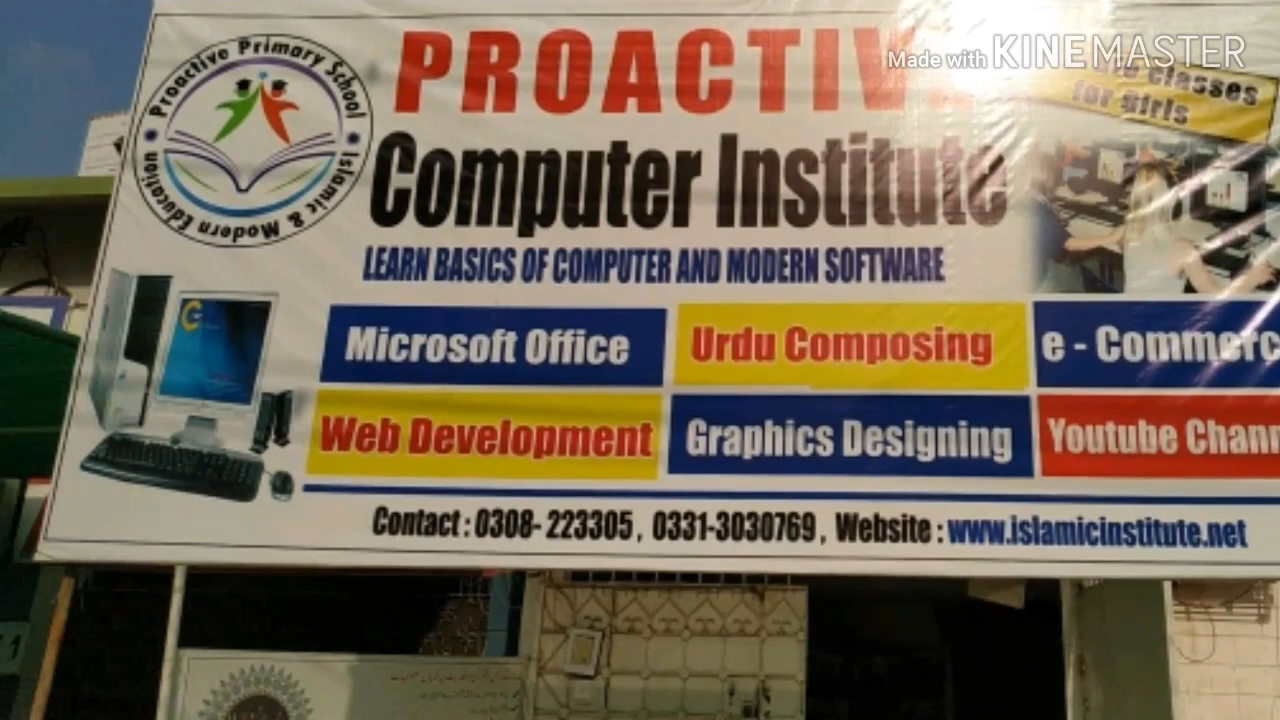 Made with KINEMASTER
Proactive Primary School
Islamic & Modern Education
PROACTIVE
Computer Institute
classes
for girls
LEARN BASICS OF COMPUTER AND MODERN SOFTWARE
Microsoft Office
Urdu Composing
e - Commerc
Web Development
Graphics Designing
Youtube Chann
Contact : 0308- 223305 , 0331-3030769 , Website : www.islamicinstitute.net
1